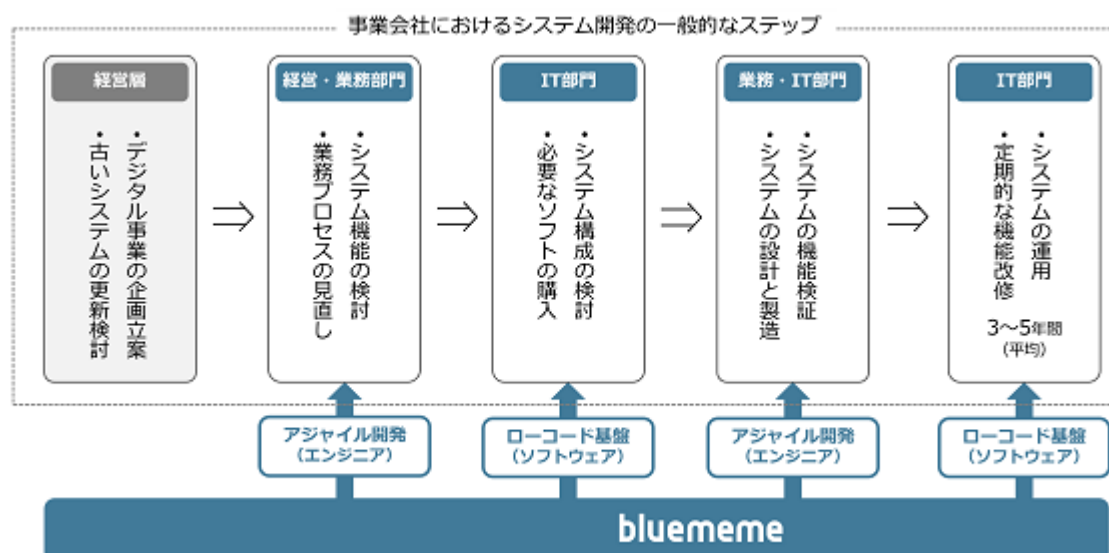 事業会社におけるシステム開発の一般的なステップ
経営層
・デジタル事業の企画立案
・古いシステムの更新検討
経営・業務部門
・システム機能の検討
・業務プロセスの見直し
IT部門
・システム構成の検討
・必要なソフトの購入
業務・IT部門
・システムの機能検証
・システムの設計と製造
IT部門
・システムの運用
・定期的な機能改修
3〜5年間
(平均)
アジャイル開発
(エンジニア)
ローコード基盤
(ソフトウェア)
アジャイル開発
(エンジニア)
ローコード基盤
(ソフトウェア)
bluememe